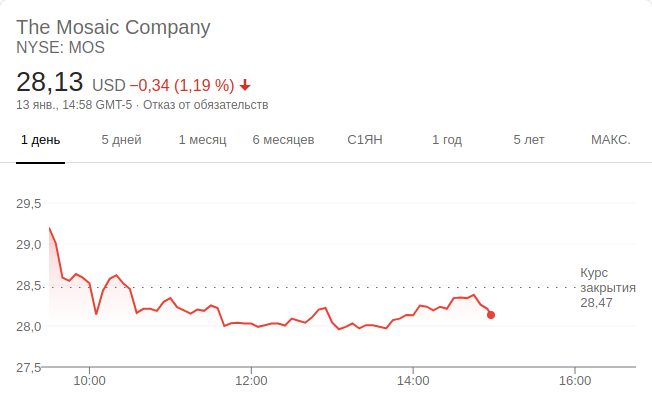 The Mosaic Company
NYSE: MOS
28,13 USD −0,34 (1,19 %)
13 янв., 14:58 GMT-5 · Отказ от обязательств
1 день 5 дней 1 месяц 6 месяцев С1ЯН 1 год 5 лет МАКС.
29,5
29,0
28,5
28,0
27,5
Курс
закрытия
28,47
10:00 12:00 14:00 16:00